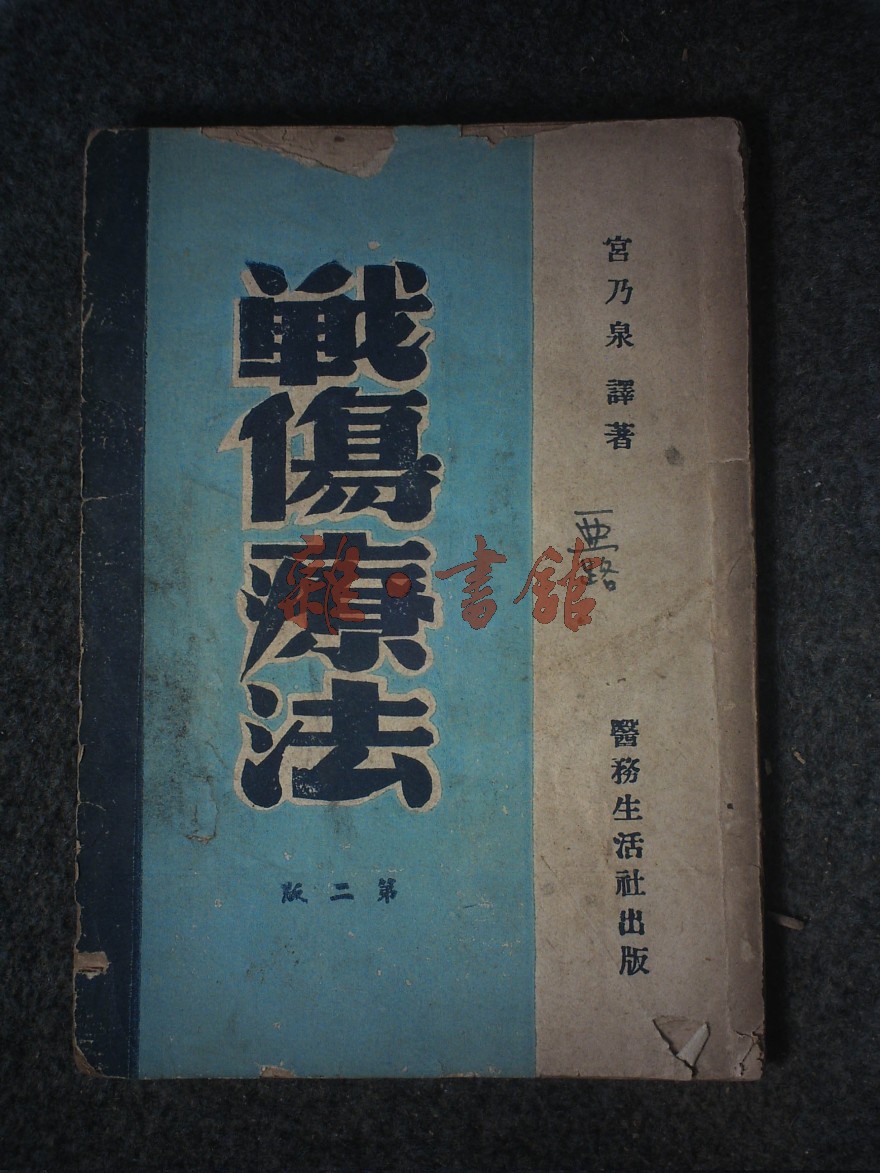 宮乃泉譯著
醫務生活社出版
戦傷療法
第二版
雜·書館